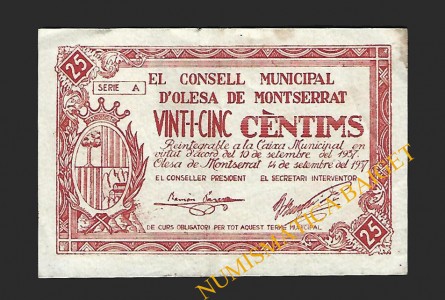 25
EL CONSELL MUNICIPAL
SERIE A
D'OLESA DE MONTSERRAT
VINT-I-CINC CÈNTIMS
Reintegrable a la Caixa Municipal en
virtut d'acord del 10 de setembre del 1937.
Olesa de Montserrat 14 de setembre del 1937
EL CONSELLER PRESIDENT EL SECRETARI INTERVENTOR
DE CURS OBLIGATORI PER TOT AQUEST TERME MUNICIPAL
25
NUMISMATICA BARGET